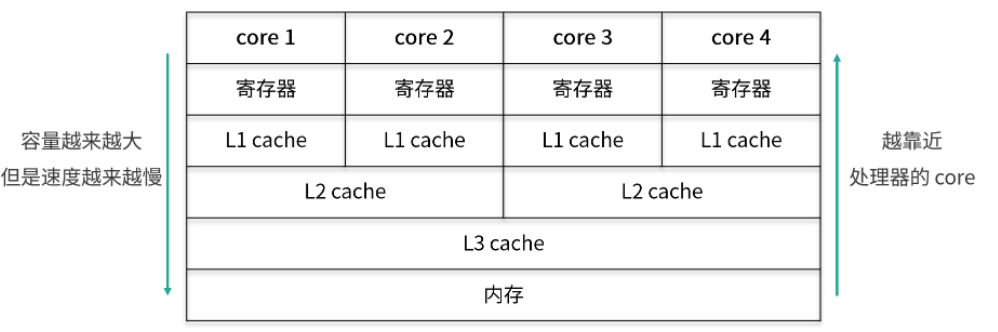 core 1
core 2
core 3
core 4
寄存器
寄存器
寄存器
寄存器
L1 cache
L1 cache
L1 cache
L1 cache
L2 cache
L2 cache
L3 cache
内存
容量越来越大
但是速度越来越慢
越靠近
处理器的 core